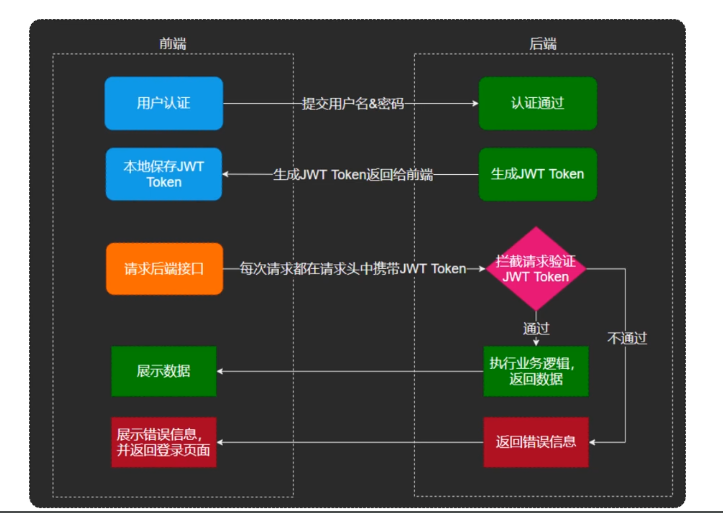 前端
后端
用户认证
提交用户名&密码
认证通过
本地保存JWT
Token
生成JWT Token返回给前端
生成JWT Token
请求后端接口
每次请求都在请求头中携带JWT Token
拦截请求验证
JWT Token
通过
不通过
展示数据
执行业务逻辑，
返回数据
展示错误信息，
并返回登录页面
返回错误信息